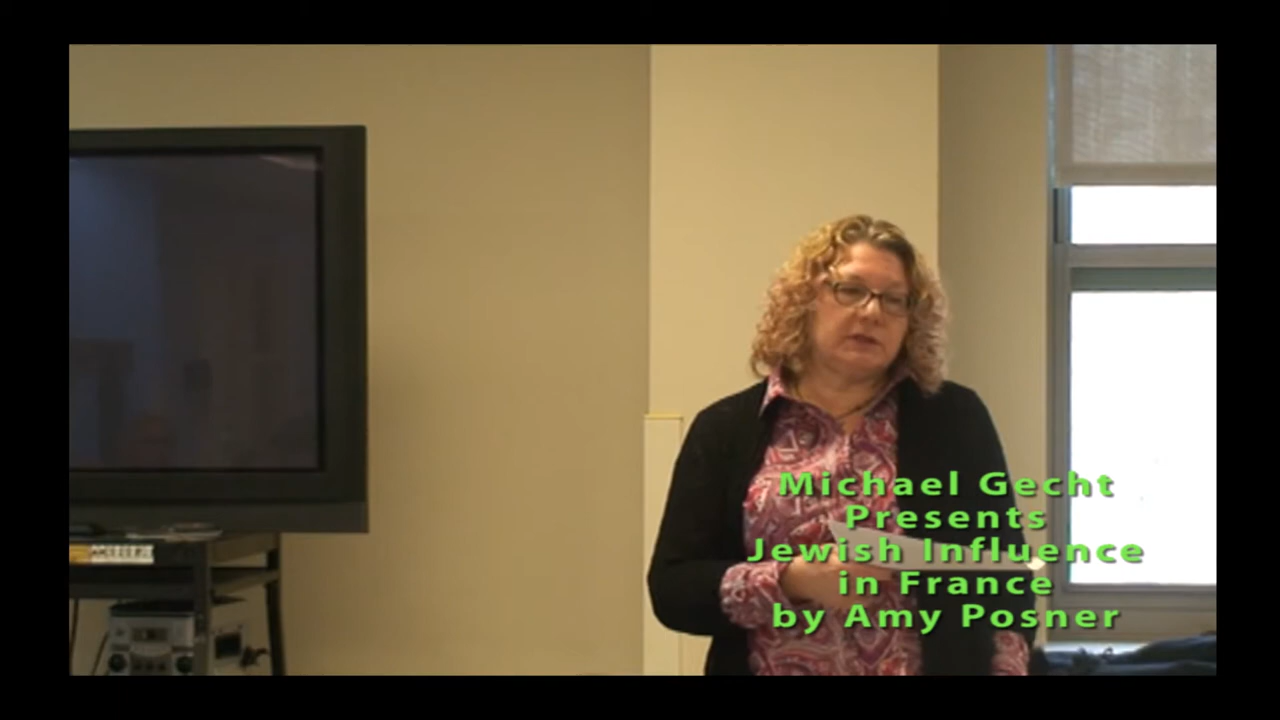 Michael Gecht
Presents
Jewish Influence
in France
by Amy Posner